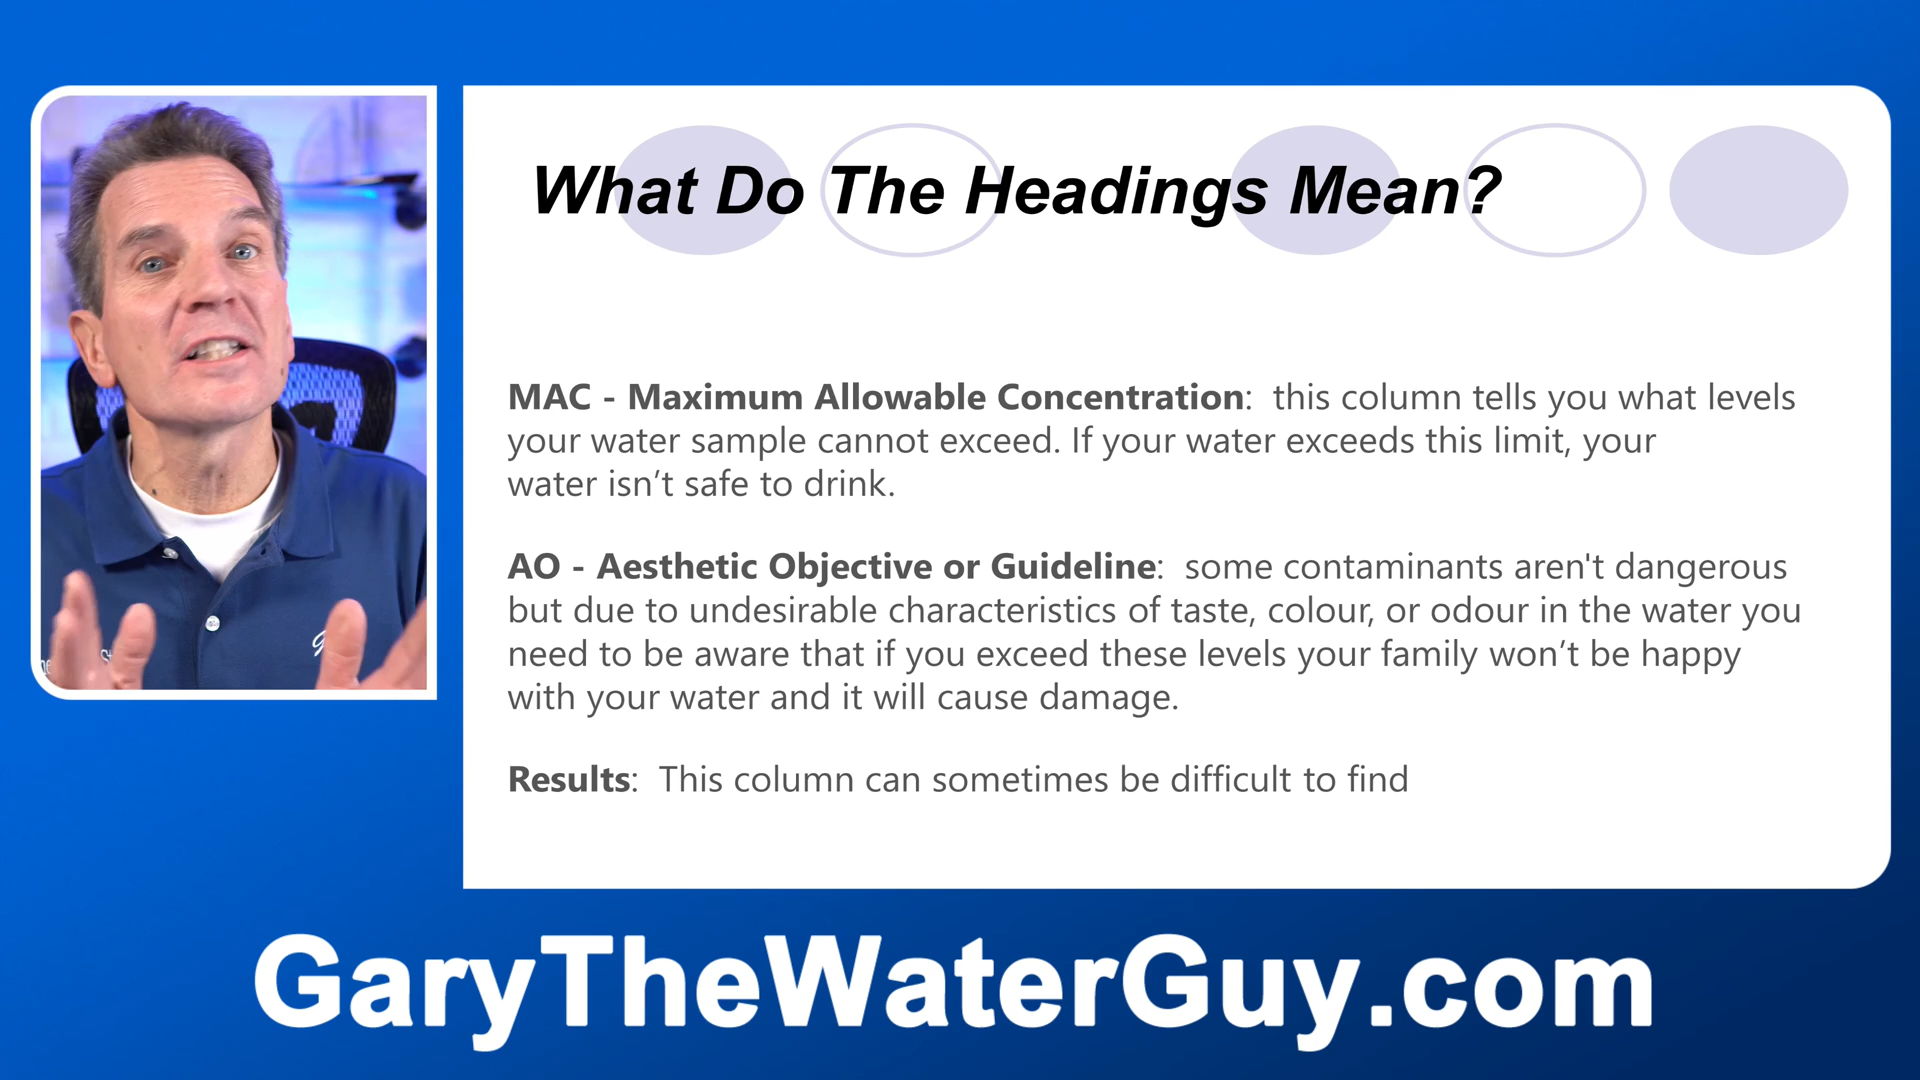 What Do The Headings Mean?
MAC - Maximum Allowable Concentration:  this column tells you what levels
your water sample cannot exceed. If your water exceeds this limit, your
water isn’t safe to drink.
AO - Aesthetic Objective or Guideline:  some contaminants aren't dangerous
but due to undesirable characteristics of taste, colour, or odour in the water you
need to be aware that if you exceed these levels your family won’t be happy
with your water and it will cause damage.
Results:  This column can sometimes be difficult to find
GaryTheWaterGuy.com